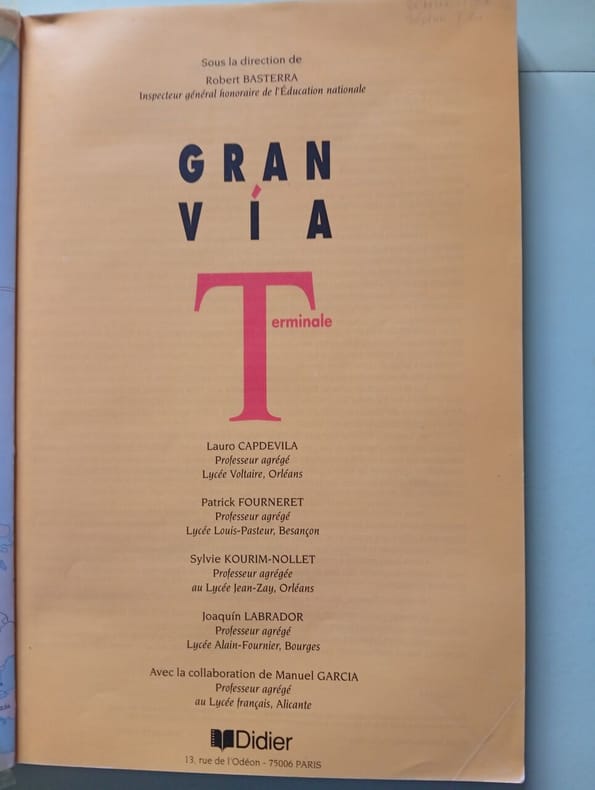 Sous la direction de
Robert BASTERRA
Inspecteur général honoraire de l'Éducation nationale
GRAN
VÍA
Terminale
Lauro CAPDEVILA
Professeur agrégé
Lycée Voltaire, Orléans
Patrick FOURNERET
Professeur agrégé
Lycée Louis-Pasteur, Besançon
Sylvie KOURIM-NOLLET
Professeur agrégée
au Lycée Jean-Zay, Orléans
Joaquín LABRADOR
Professeur agrégé
Lycée Alain-Fournier, Bourges
Avec la collaboration de Manuel GARCIA
Professeur agrégé
au Lycée français, Alicante
Didier
13, rue de l'Odéon - 75006 PARIS